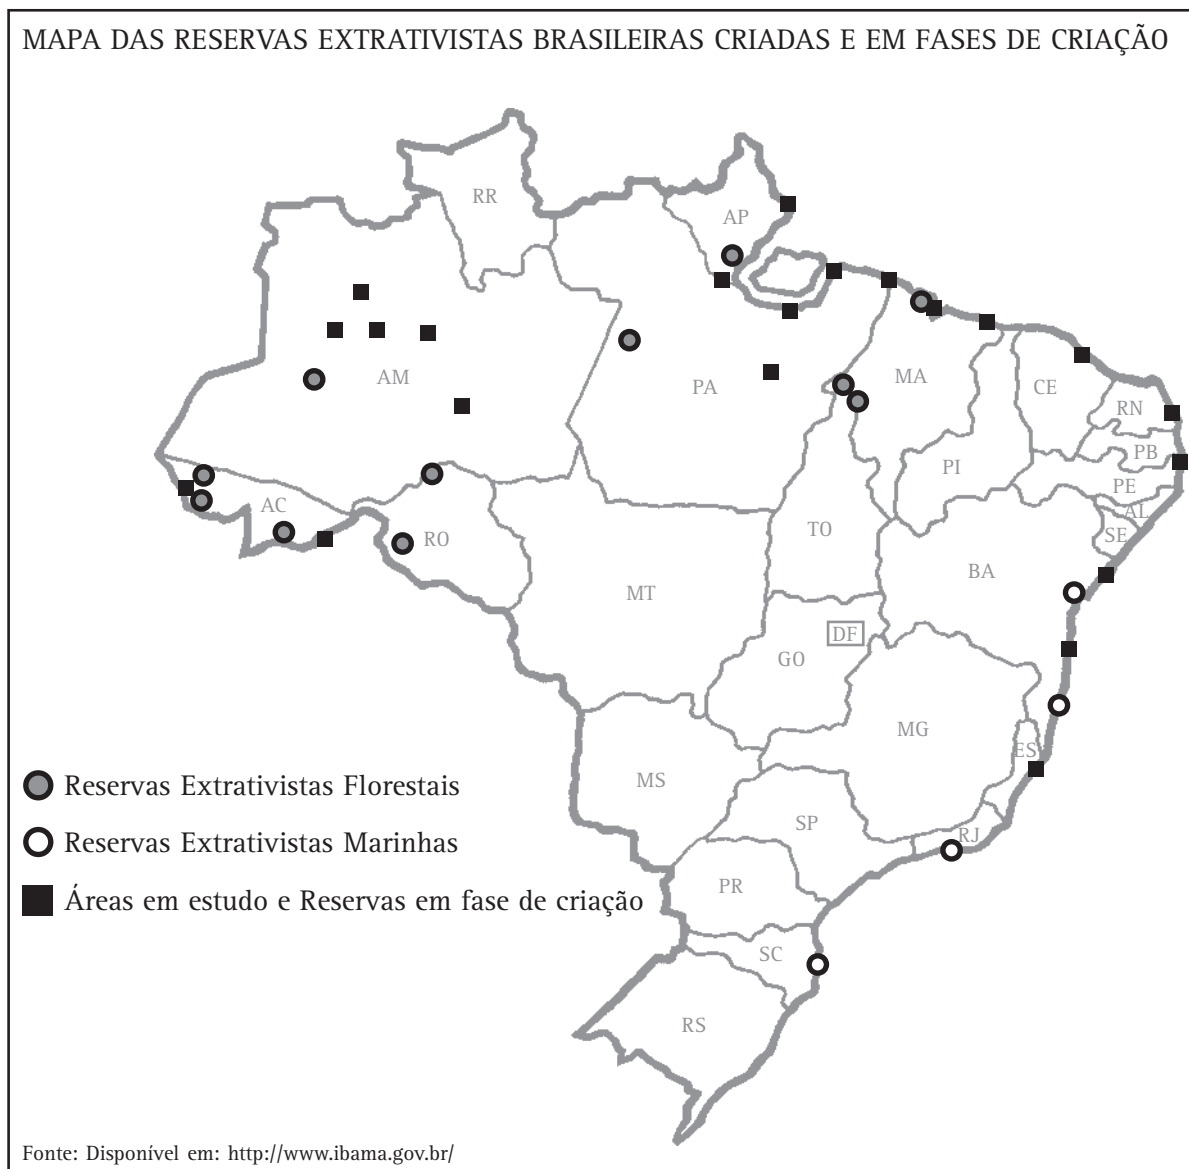 MAPA DAS RESERVAS EXTRATIVISTAS BRASILEIRAS CRIADAS E EM FASES DE CRIAÇÃO
RR
AP
AM
PA
MA
CE
RN
PB
PI
PE
AL
SE
AC
RO
TO
BA
MT
DF
GO
MG
ES
MS
SP
RJ
PR
SC
RS
Reservas Extrativistas Florestais
Reservas Extrativistas Marinhas
Áreas em estudo e Reservas em fase de criação
Fonte: Disponível em: http://www.ibama.gov.br/